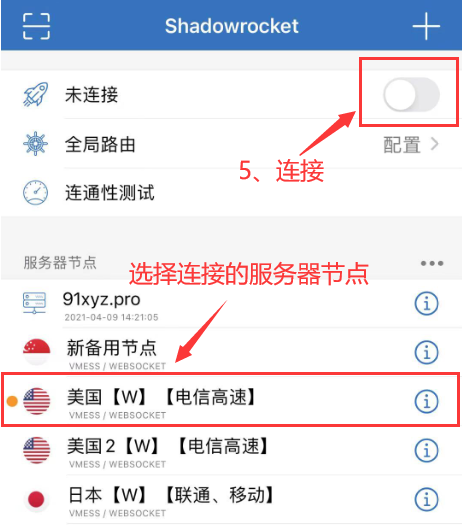 Shadowrocket
未连接
全局路由
配置
5、连接
连通性测试
服务器节点
选择连接的服务器节点
91xyz.pro
2021-04-09 14:21:05
新备用节点
VMESS / WEBSOCKET
美国【W】【电信高速】
VMESS / WEBSOCKET
美国2【W】【电信高速】
VMESS / WEBSOCKET
日本【W】【联通、移动】
VMESS / WEBSOCKET